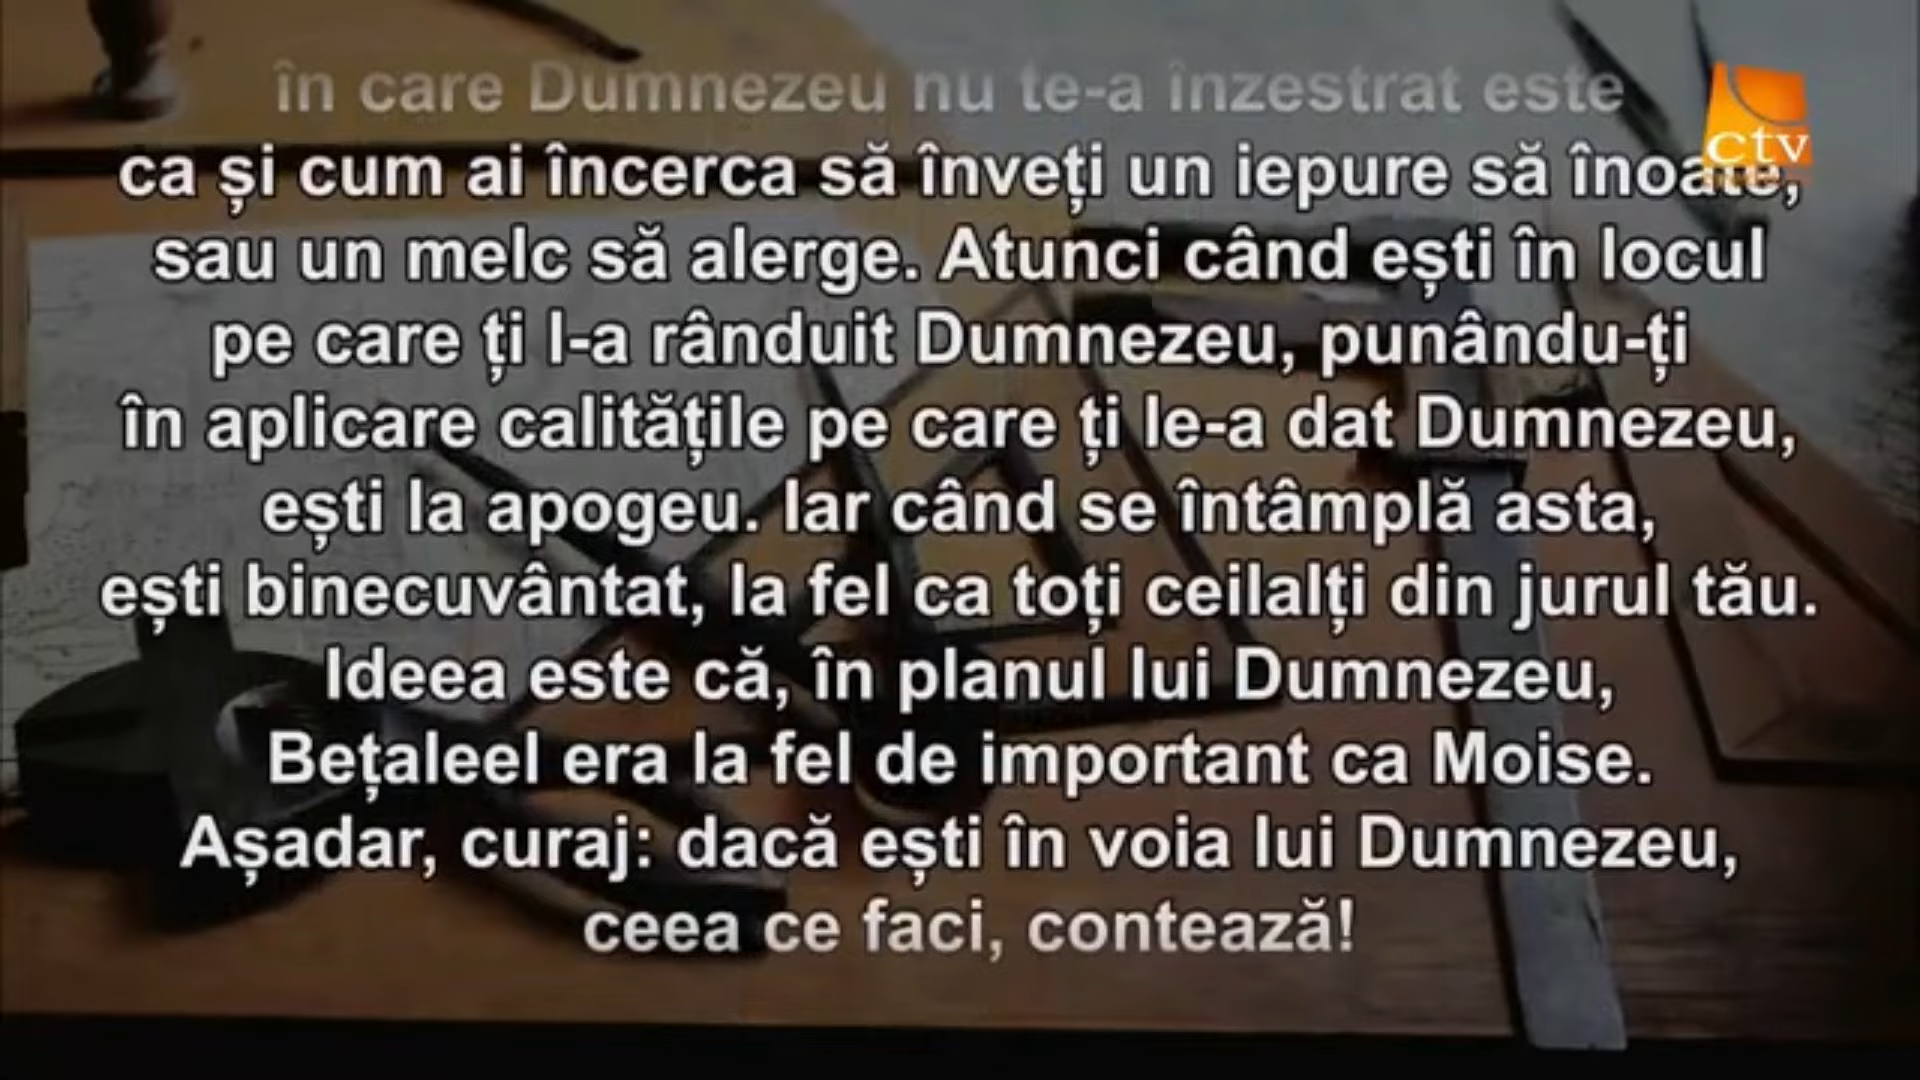 în care Dumnezeu nu te-a înzestrat este
ca și cum ai încerca să înveți un iepure să înoate,
sau un melc să alerge. Atunci când ești în locul
pe care ți l-a rânduit Dumnezeu, punându-ți
în aplicare calitățile pe care ți le-a dat Dumnezeu,
ești la apogeu. Iar când se întâmplă asta,
ești binecuvântat, la fel ca toți ceilalți din jurul tău.
Ideea este că, în planul lui Dumnezeu,
Bețaleel era la fel de important ca Moise.
Așadar, curaj: dacă ești în voia lui Dumnezeu,
ceea ce faci, contează!
ctv